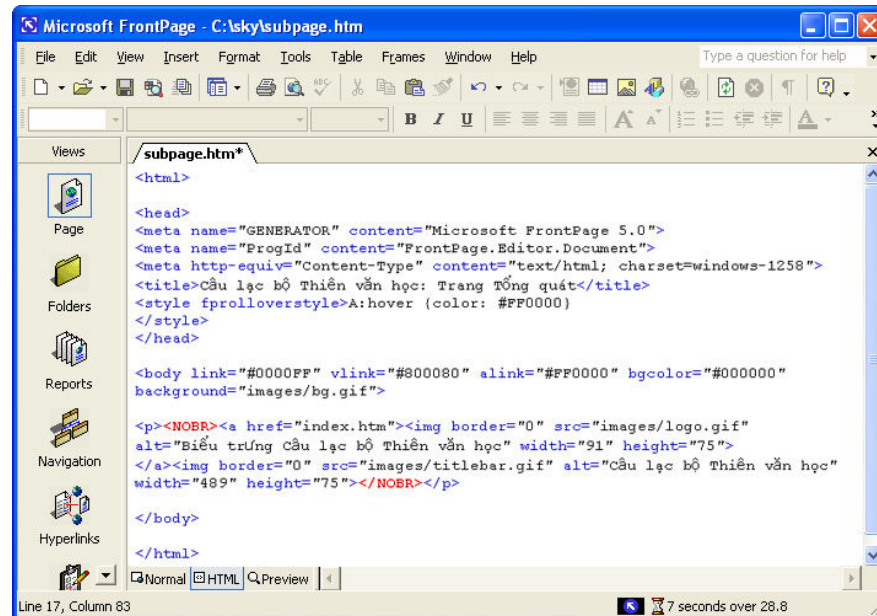 Microsoft FrontPage - C:\sky\subpage.htm
File Edit View Insert Format Tools Table Frames Window Help Type a question for help
B I U A A A
Views
subpage.htm*
<html>
Page
<head>
<meta name="GENERATOR" content="Microsoft FrontPage 5.0">
<meta name="ProgId" content="FrontPage.Editor.Document">
<meta http-equiv="Content-Type" content="text/html; charset=windows-1258">
<title>Câu lạc bộ Thiên văn học: Trang Tổng quát</title>
<style fprolloverstyle>A:hover {color: #FF0000}
</style>
</head>
Folders
Reports
<body link="#0000FF" vlink="#800080" alink="#FF0000" bgcolor="#000000"
background="images/bg.gif">
<p><NOBR><a href="index.htm"><img border="0" src="images/logo.gif"
alt="Biểu trưng Câu lạc bộ Thiên văn học" width="91" height="75">
</a><img border="0" src="images/titlebar.gif" alt="Câu lạc bộ Thiên văn học"
width="489" height="75"></NOBR></p>
Navigation
</body>
Hyperlinks
</html>
Normal HTML Preview
Line 17, Column 83
7 seconds over 28.8